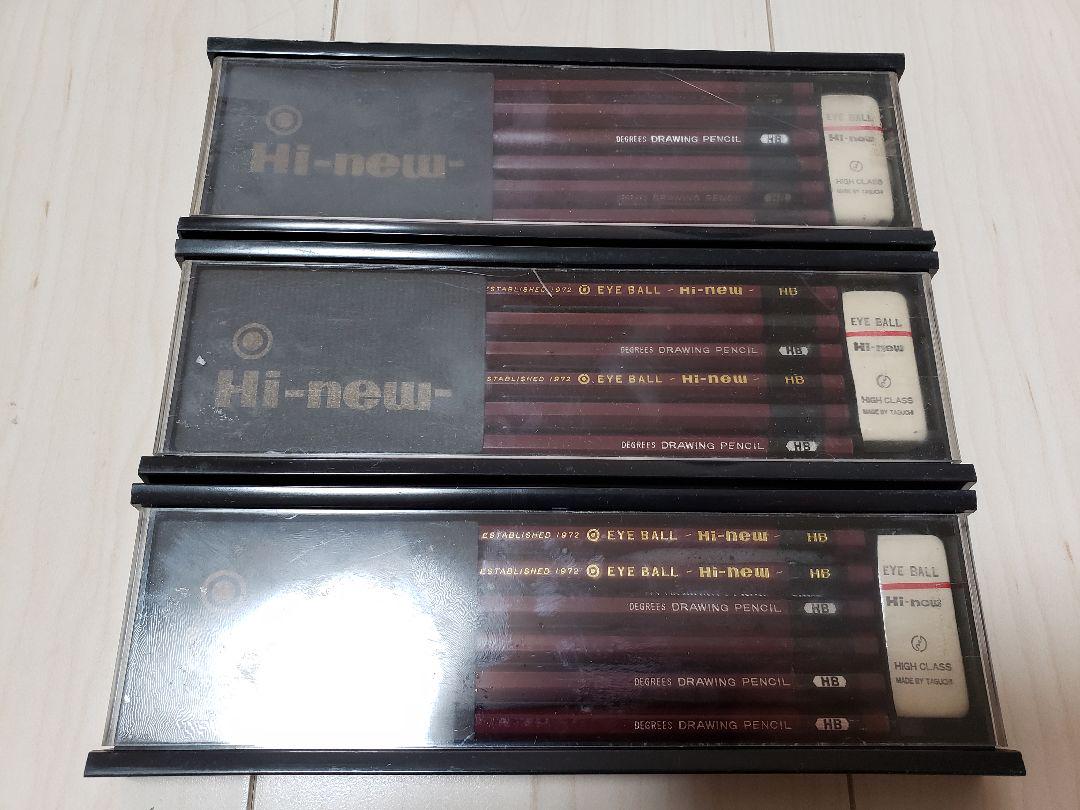 Hi-new-
DEGREES DRAWING PENCIL HB
DRAWING PENCIL
EYE BALL
Hi-new
HIGH CLASS
MADE BY TAGUCHI
Hi-new-
ESTABLISHED 1972 EYE BALL - Hi-new - HB
DEGREES DRAWING PENCIL HB
ESTABLISHED 1972 EYE BALL - Hi-new - HB
DEGREES DRAWING PENCIL HB
EYE BALL
Hi-new
HIGH CLASS
MADE BY TAGUCHI
ESTABLISHED 1972 EYE BALL - Hi-new - HB
ESTABLISHED 1972 EYE BALL - Hi-new - HB
DEGREES DRAWING PENCIL HB
DEGREES DRAWING PENCIL HB
DEGREES DRAWING PENCIL HB
EYE BALL
Hi-new
HIGH CLASS
MADE BY TAGUCHI